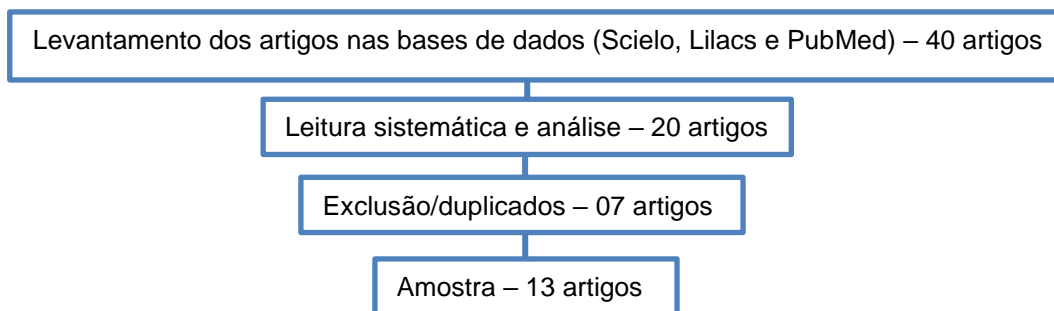 Levantamento dos artigos nas bases de dados (Scielo, Lilacs e PubMed) – 40 artigos
Leitura sistemática e análise – 20 artigos
Exclusão/duplicados – 07 artigos
Amostra – 13 artigos